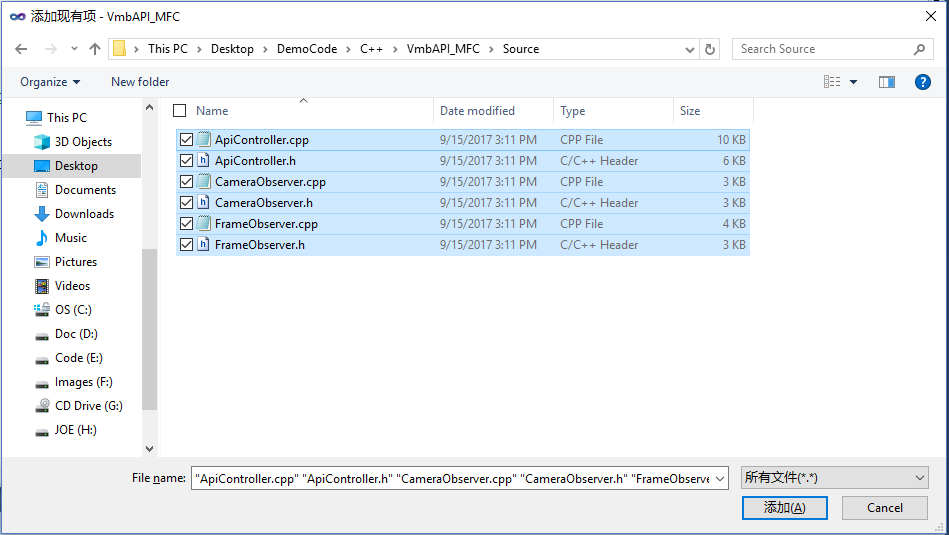 添加现有项 - VmbAPI_MFC
This PC > Desktop > DemoCode > C++ > VmbAPI_MFC > Source
Search Source
Organize
New folder
Name
Date modified
Type
Size
This PC
3D Objects
Desktop
Documents
Downloads
Music
Pictures
Videos
OS (C:)
Doc (D:)
Code (E:)
Images (F:)
CD Drive (G:)
JOE (H:)
ApiController.cpp 9/15/2017 3:11 PM CPP File 10 KB
ApiController.h 9/15/2017 3:11 PM C/C++ Header 6 KB
CameraObserver.cpp 9/15/2017 3:11 PM CPP File 3 KB
CameraObserver.h 9/15/2017 3:11 PM C/C++ Header 3 KB
FrameObserver.cpp 9/15/2017 3:11 PM CPP File 4 KB
FrameObserver.h 9/15/2017 3:11 PM C/C++ Header 3 KB
File name: "ApiController.cpp" "ApiController.h" "CameraObserver.cpp" "CameraObserver.h" "FrameObserve
所有文件(*.*)
添加(A)
Cancel